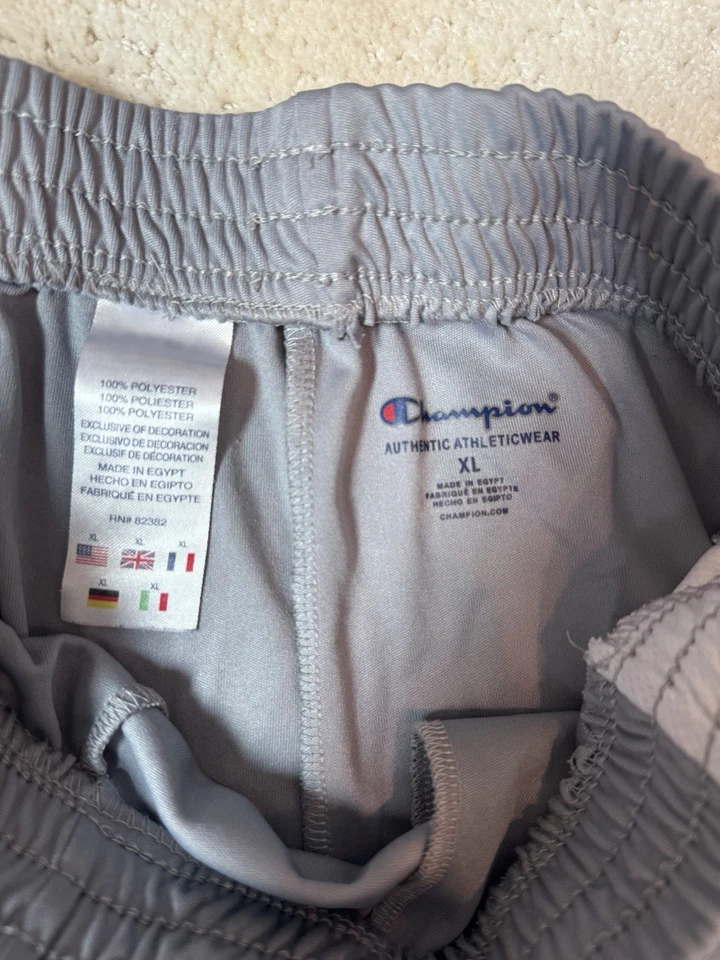 100% POLYESTER
100% POLIESTER
100% POLYESTER
EXCLUSIVE OF DECORATION
EXCLUSIVO DE DECORACION
EXCLUSIF DE DÉCORATION
MADE IN EGYPT
HECHO EN EGIPTO
FABRIQUÉ EN EGYPTE
RN# 82382
XL XL XL
XL XL
Champion®
AUTHENTIC ATHLETICWEAR
XL
MADE IN EGYPT
FABRIQUÉ EN EGYPTE
HECHO EN EGIPTO
CHAMPION.COM